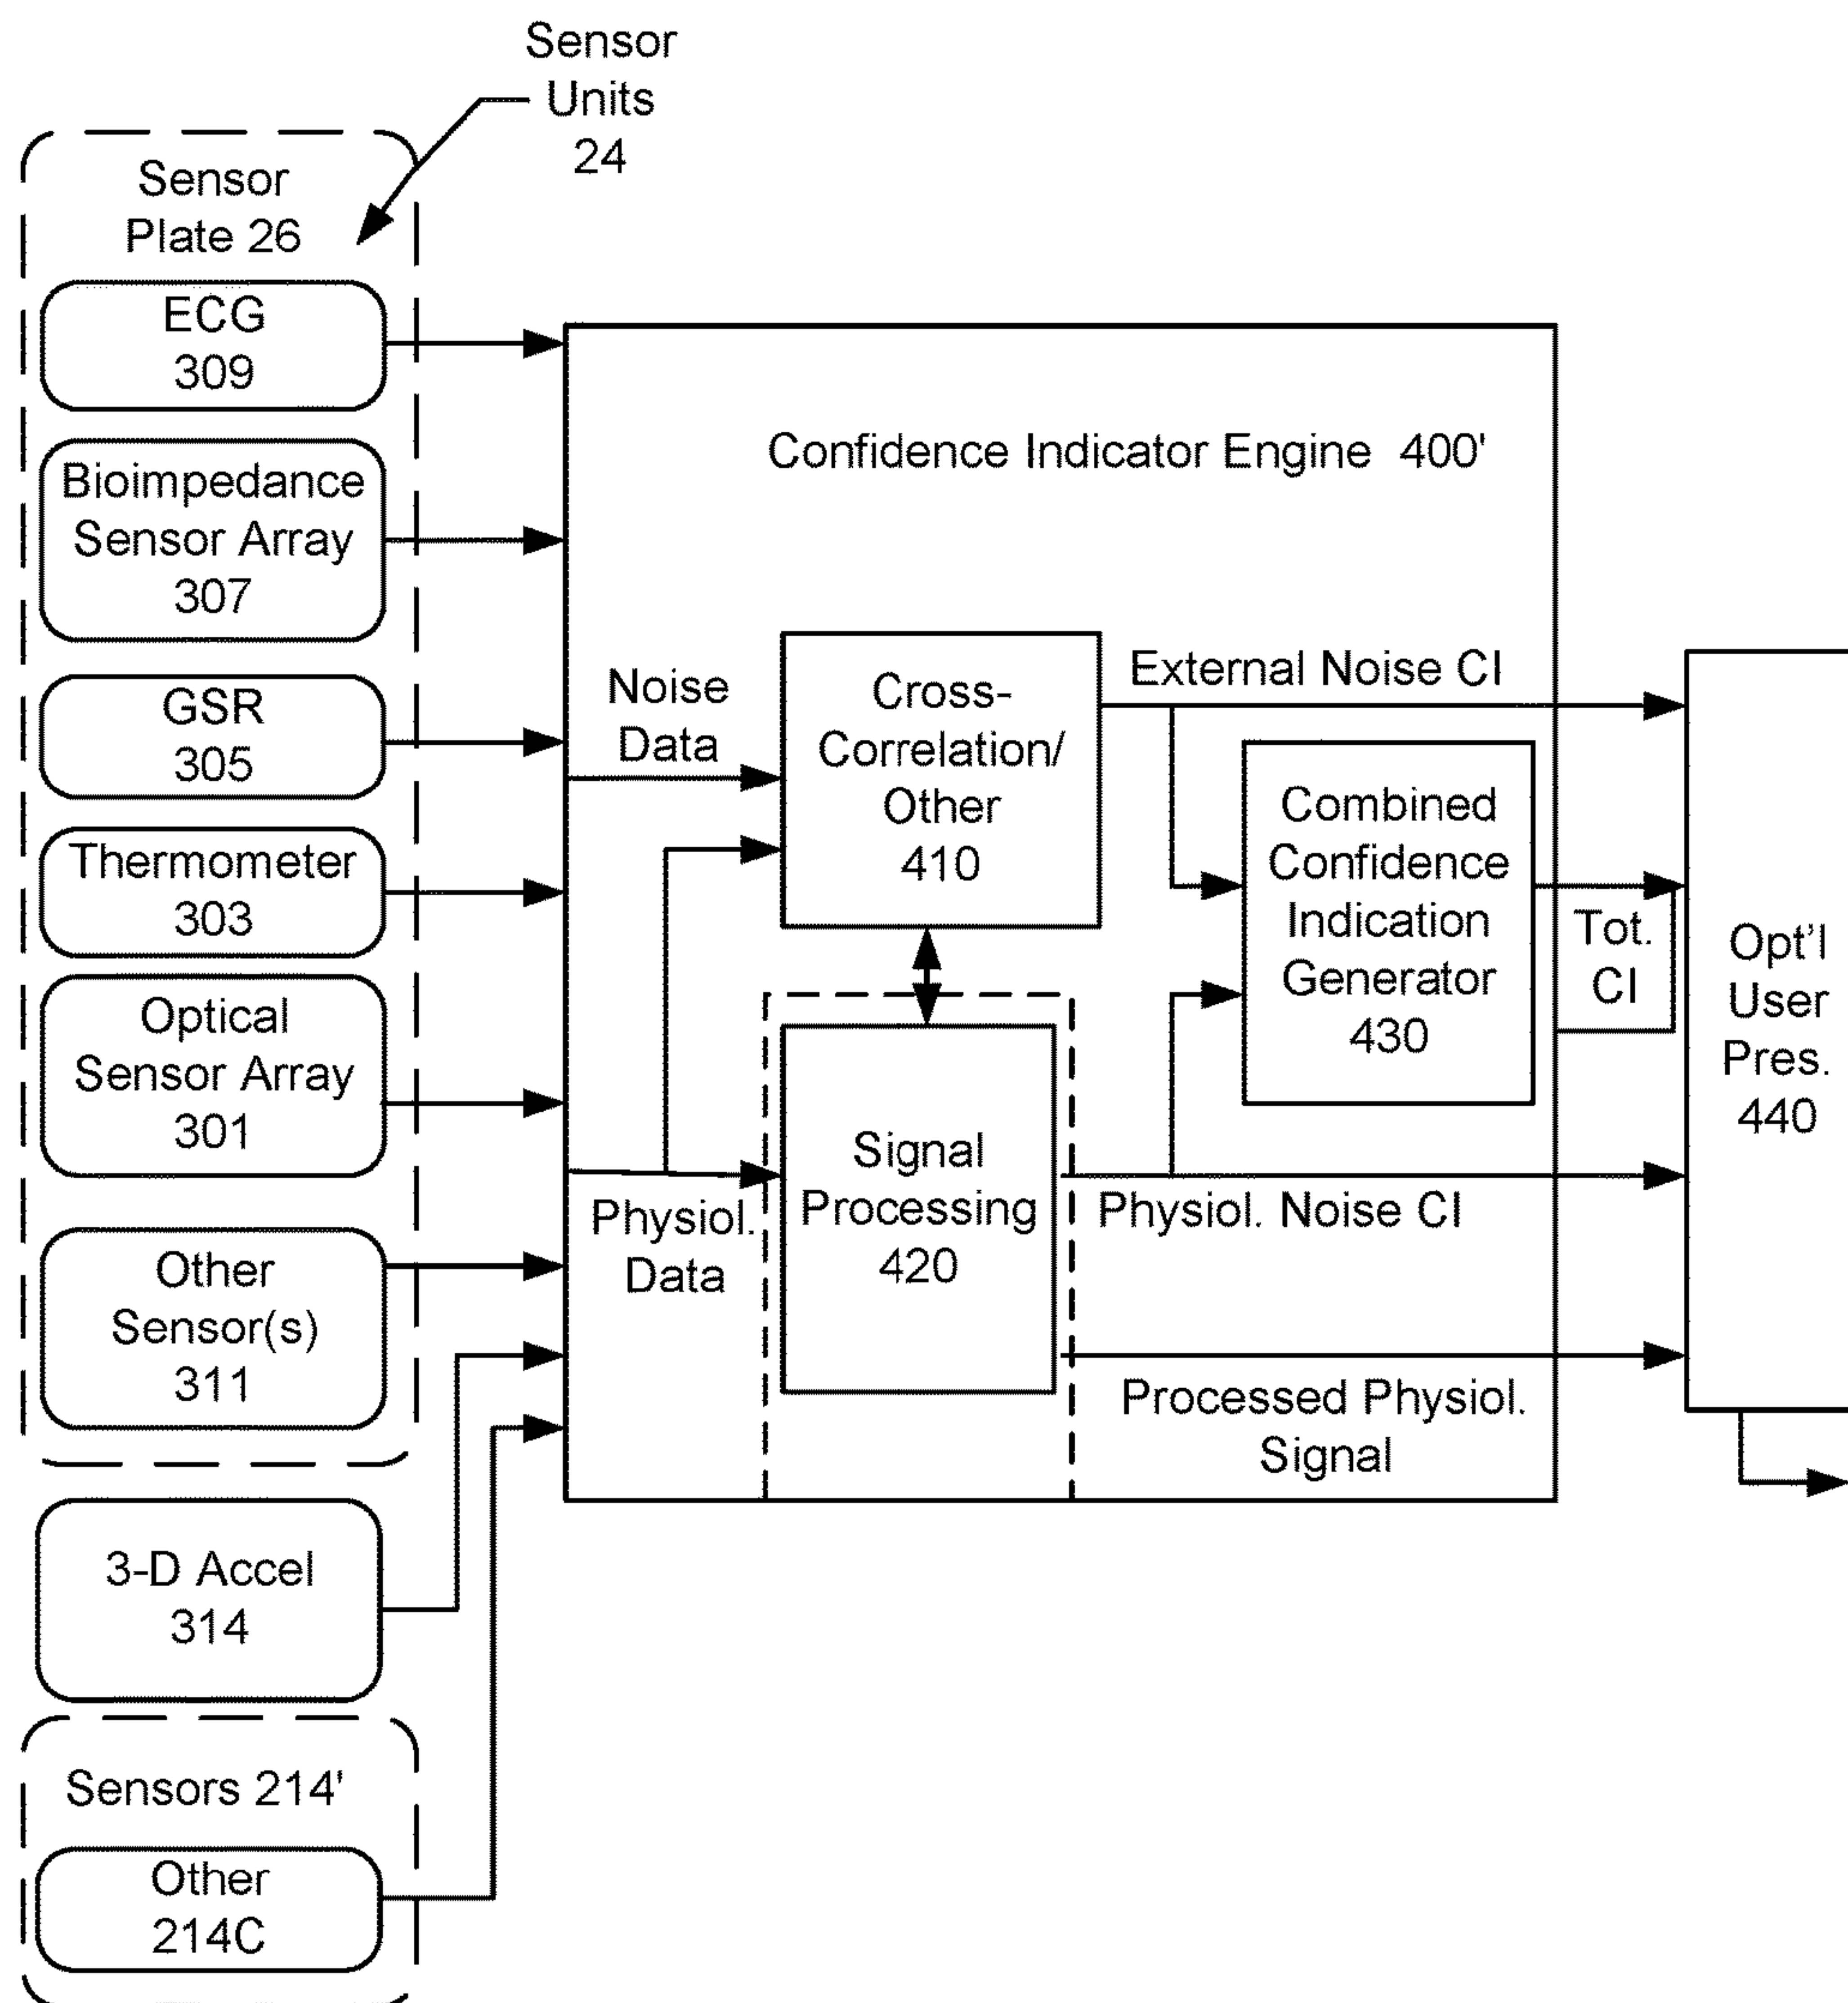 Sensor
Units
24
Sensor
Plate 26
ECG
309
Bioimpedance
Sensor Array
307
GSR
305
Thermometer
303
Optical
Sensor Array
301
Other
Sensor(s)
311
3-D Accel
314
Sensors 214'
Other
214C
Confidence Indicator Engine 400'
Noise
Data
Physiol.
Data
Cross-
Correlation/
Other
410
Signal
Processing
420
External Noise CI
Combined
Confidence
Indication
Generator
430
Tot.
CI
Physiol. Noise CI
Processed Physiol.
Signal
Opt'l
User
Pres.
440